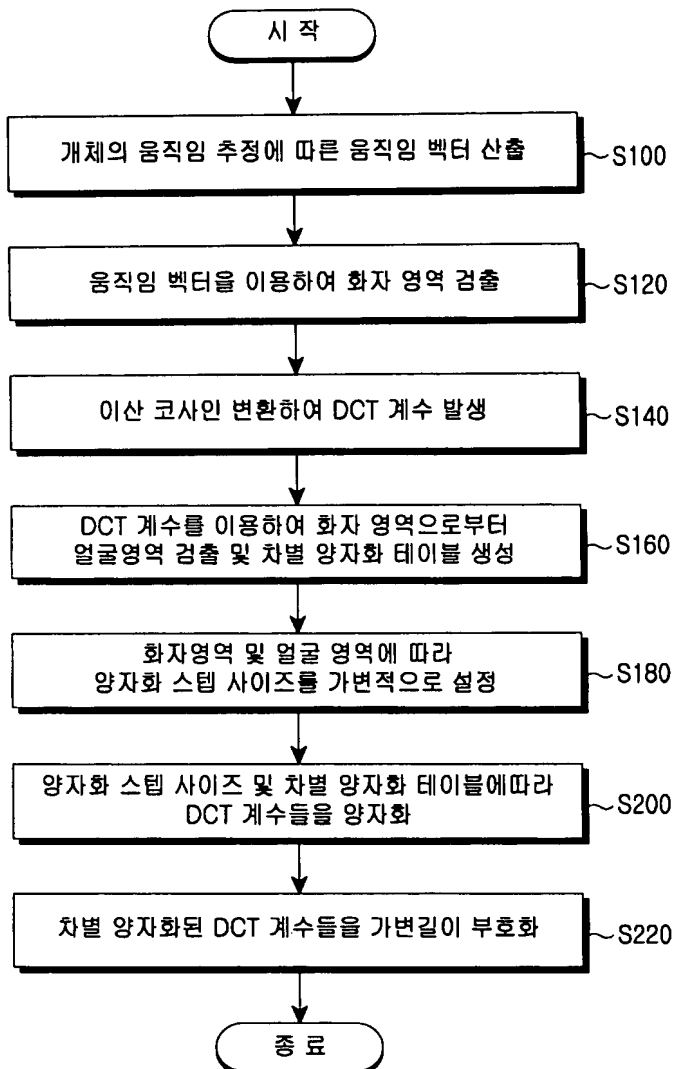 시 작
개체의 움직임 추정에 따른 움직임 벡터 산출
S100
움직임 벡터을 이용하여 화자 영역 검출
S120
이산 코사인 변환하여 DCT 계수 발생
S140
DCT 계수를 이용하여 화자 영역으로부터
얼굴영역 검출 및 차별 양자화 테이블 생성
S160
화자영역 및 얼굴 영역에 따라
양자화 스텝 사이즈를 가변적으로 설정
S180
양자화 스텝 사이즈 및 차별 양자화 테이블에따라
DCT 계수들을 양자화
S200
차별 양자화된 DCT 계수들을 가변길이 부호화
S220
종 료